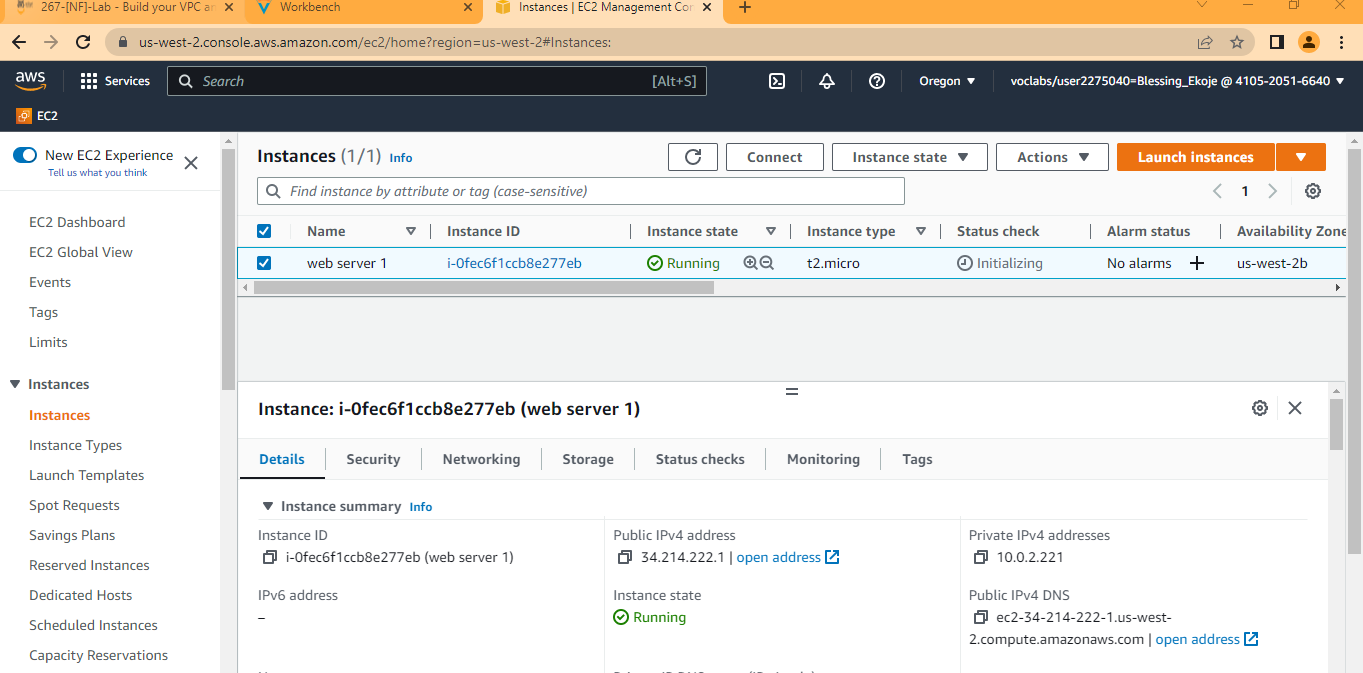 267-[NF]-Lab - Build your VPC an
Workbench
Instances | EC2 Management Con
us-west-2.console.aws.amazon.com/ec2/home?region=us-west-2#Instances:
aws
Services
Search
[Alt+S]
Oregon
voclabs/user2275040=Blessing_Ekoje @ 4105-2051-6640
EC2
New EC2 Experience
Tell us what you think
EC2 Dashboard
EC2 Global View
Events
Tags
Limits
Instances
Instances
Instance Types
Launch Templates
Spot Requests
Savings Plans
Reserved Instances
Dedicated Hosts
Scheduled Instances
Capacity Reservations
Instances (1/1) Info
Connect
Instance state
Actions
Launch instances
Find instance by attribute or tag (case-sensitive)
1
Name Instance ID Instance state Instance type Status check Alarm status Availability Zone
web server 1 i-0fec6f1ccb8e277eb Running t2.micro Initializing No alarms us-west-2b
Instance: i-0fec6f1ccb8e277eb (web server 1)
Details Security Networking Storage Status checks Monitoring Tags
Instance summary Info
Instance ID
i-0fec6f1ccb8e277eb (web server 1)
Public IPv4 address
34.214.222.1 | open address
Private IPv4 addresses
10.0.2.221
IPv6 address
–
Instance state
Running
Public IPv4 DNS
ec2-34-214-222-1.us-west-
2.compute.amazonaws.com | open address